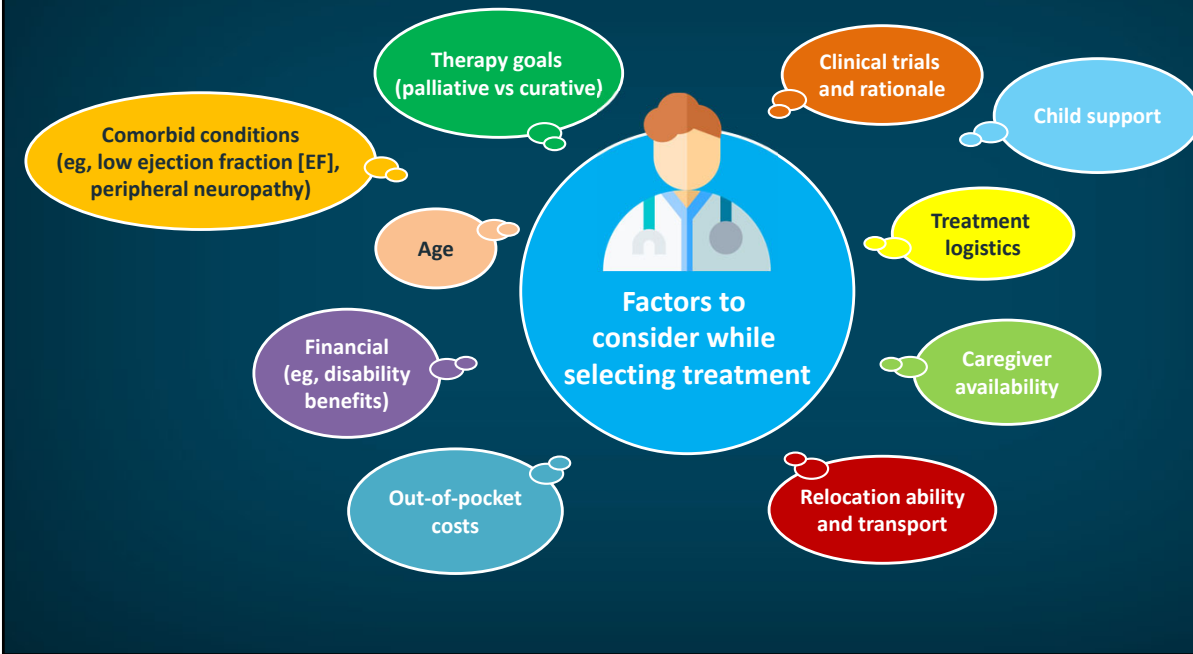 Therapy goals
(palliative vs curative)
Clinical trials
and rationale
Child support
Comorbid conditions
(eg, low ejection fraction [EF],
peripheral neuropathy)
Age
Treatment
logistics
Factors to
consider while
selecting treatment
Financial
(eg, disability
benefits)
Caregiver
availability
Out-of-pocket
costs
Relocation ability
and transport